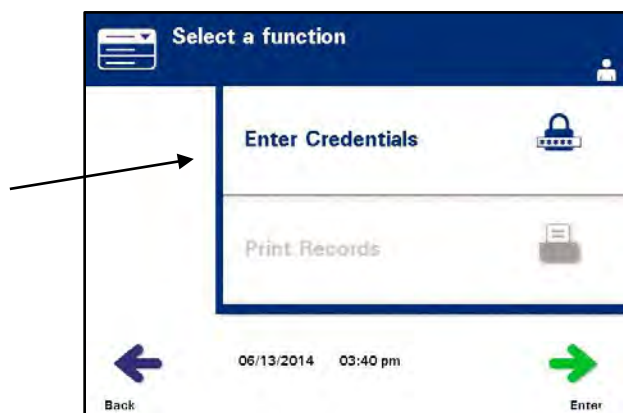 Select a function
Enter Credentials
Print Records
06/13/2014 03:40 pm
Back
Enter